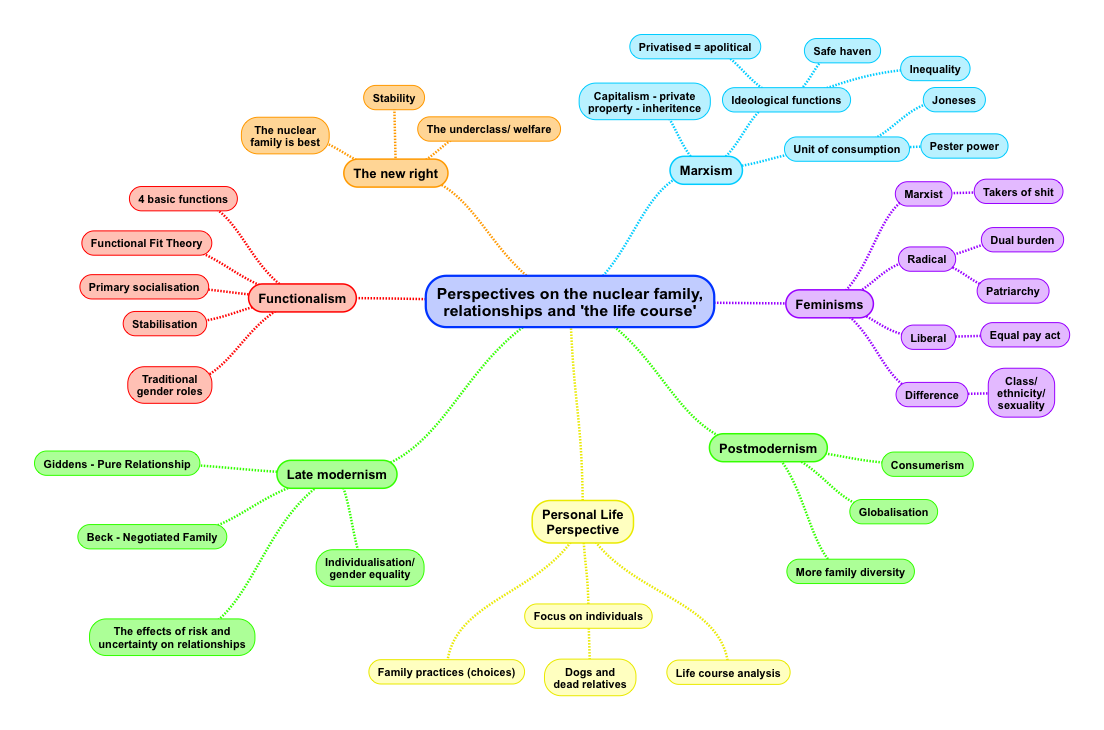 Perspectives on the nuclear family,
relationships and 'the life course'
The new right
Stability
The nuclear
family is best
The underclass/ welfare
Marxism
Capitalism - private
property - inheritence
Ideological functions
Privatised = apolitical
Safe haven
Inequality
Unit of consumption
Joneses
Pester power
Feminisms
Marxist
Takers of shit
Radical
Dual burden
Patriarchy
Liberal
Equal pay act
Difference
Class/
ethnicity/
sexuality
Postmodernism
Consumerism
Globalisation
More family diversity
Personal Life
Perspective
Family practices (choices)
Focus on individuals
Dogs and
dead relatives
Life course analysis
Late modernism
Giddens - Pure Relationship
Beck - Negotiated Family
The effects of risk and
uncertainty on relationships
Individualisation/
gender equality
Functionalism
4 basic functions
Functional Fit Theory
Primary socialisation
Stabilisation
Traditional
gender roles